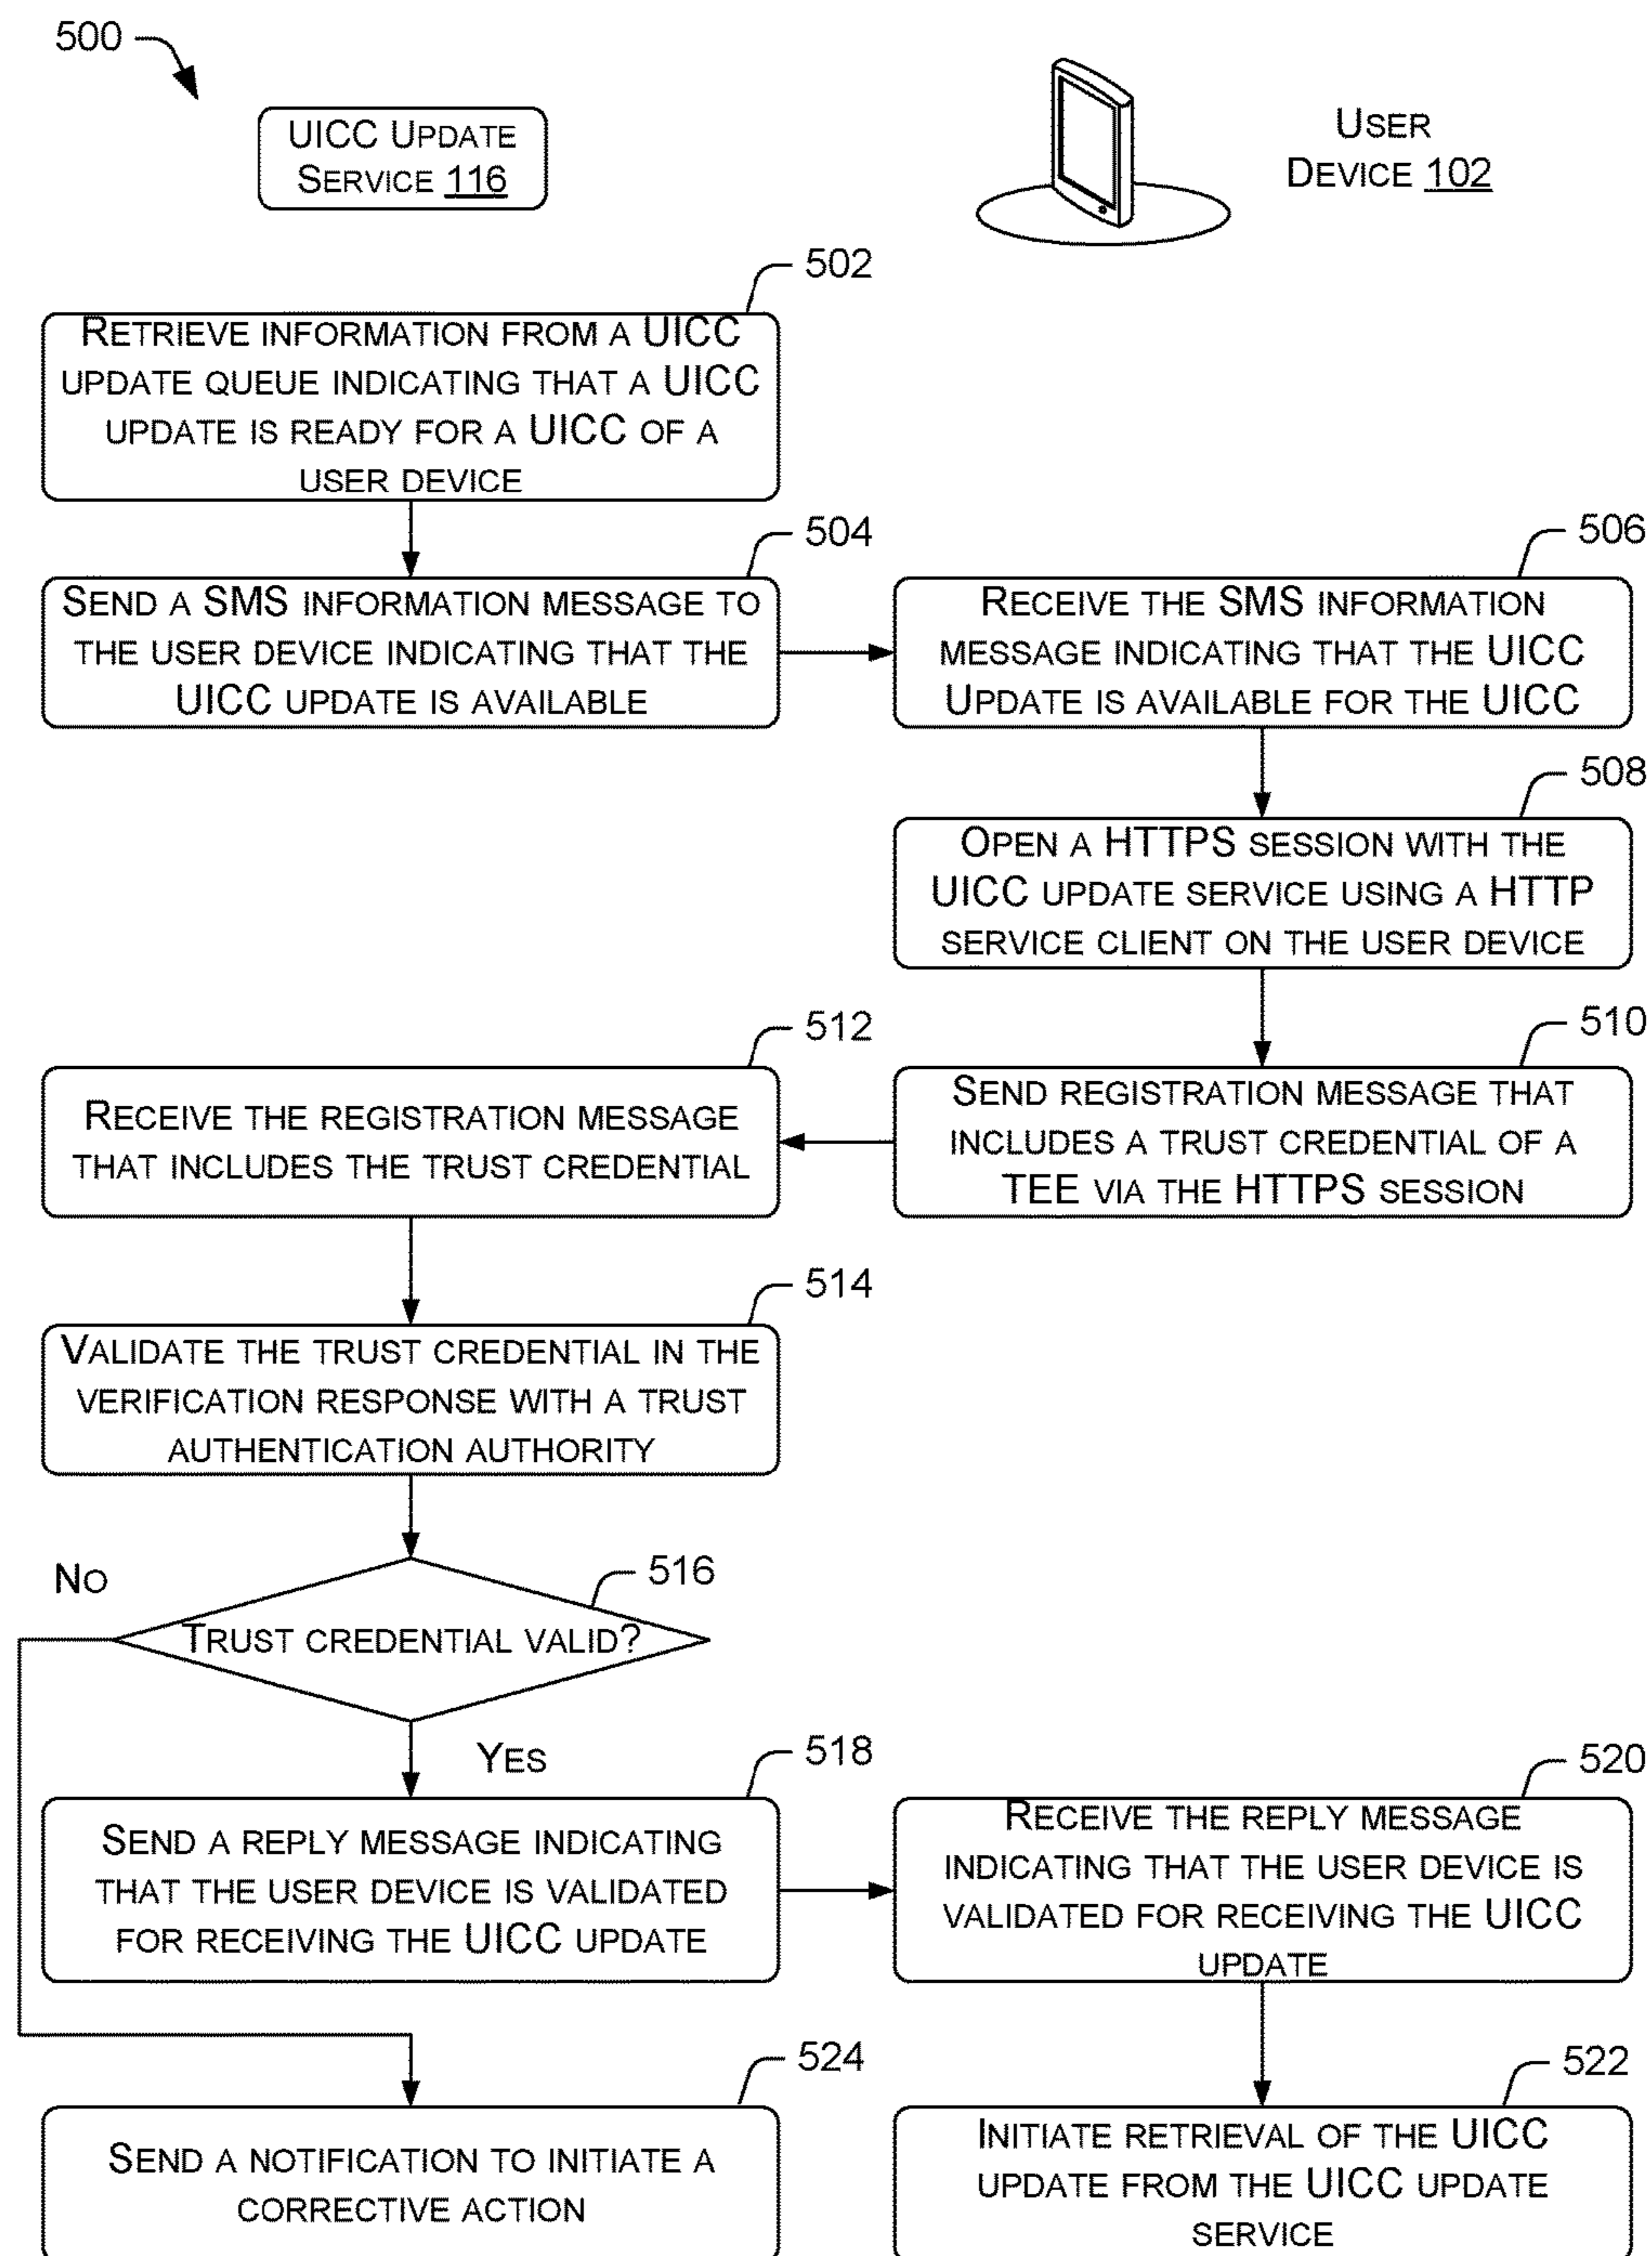 500
UICC UPDATE
SERVICE 116
USER
DEVICE 102
502
RETRIEVE INFORMATION FROM A UICC
UPDATE QUEUE INDICATING THAT A UICC
UPDATE IS READY FOR A UICC OF A
USER DEVICE
504
SEND A SMS INFORMATION MESSAGE TO
THE USER DEVICE INDICATING THAT THE
UICC UPDATE IS AVAILABLE
506
RECEIVE THE SMS INFORMATION
MESSAGE INDICATING THAT THE UICC
UPDATE IS AVAILABLE FOR THE UICC
508
OPEN A HTTPS SESSION WITH THE
UICC UPDATE SERVICE USING A HTTP
SERVICE CLIENT ON THE USER DEVICE
510
SEND REGISTRATION MESSAGE THAT
INCLUDES A TRUST CREDENTIAL OF A
TEE VIA THE HTTPS SESSION
512
RECEIVE THE REGISTRATION MESSAGE
THAT INCLUDES THE TRUST CREDENTIAL
514
VALIDATE THE TRUST CREDENTIAL IN THE
VERIFICATION RESPONSE WITH A TRUST
AUTHENTICATION AUTHORITY
516
TRUST CREDENTIAL VALID?
NO
YES
518
SEND A REPLY MESSAGE INDICATING
THAT THE USER DEVICE IS VALIDATED
FOR RECEIVING THE UICC UPDATE
520
RECEIVE THE REPLY MESSAGE
INDICATING THAT THE USER DEVICE IS
VALIDATED FOR RECEIVING THE UICC
UPDATE
522
INITIATE RETRIEVAL OF THE UICC
UPDATE FROM THE UICC UPDATE
SERVICE
524
SEND A NOTIFICATION TO INITIATE A
CORRECTIVE ACTION